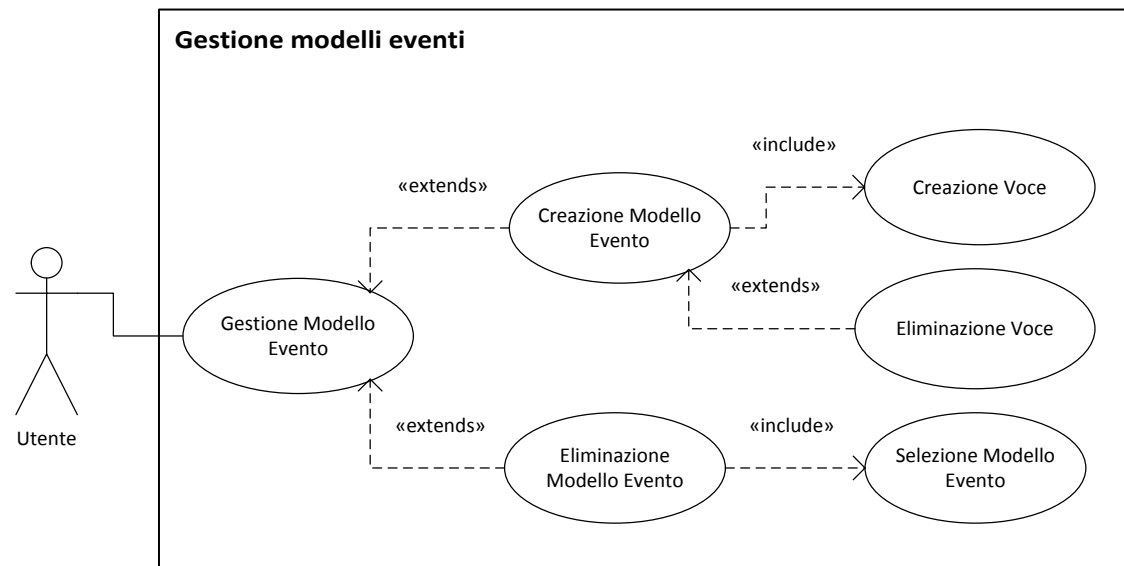 Gestione modelli eventi
«include»
Creazione Voce
«extends»
Creazione Modello
Evento
«extends»
Gestione Modello
Evento
Eliminazione Voce
«extends»
«include»
Utente
Eliminazione
Modello Evento
Selezione Modello
Evento